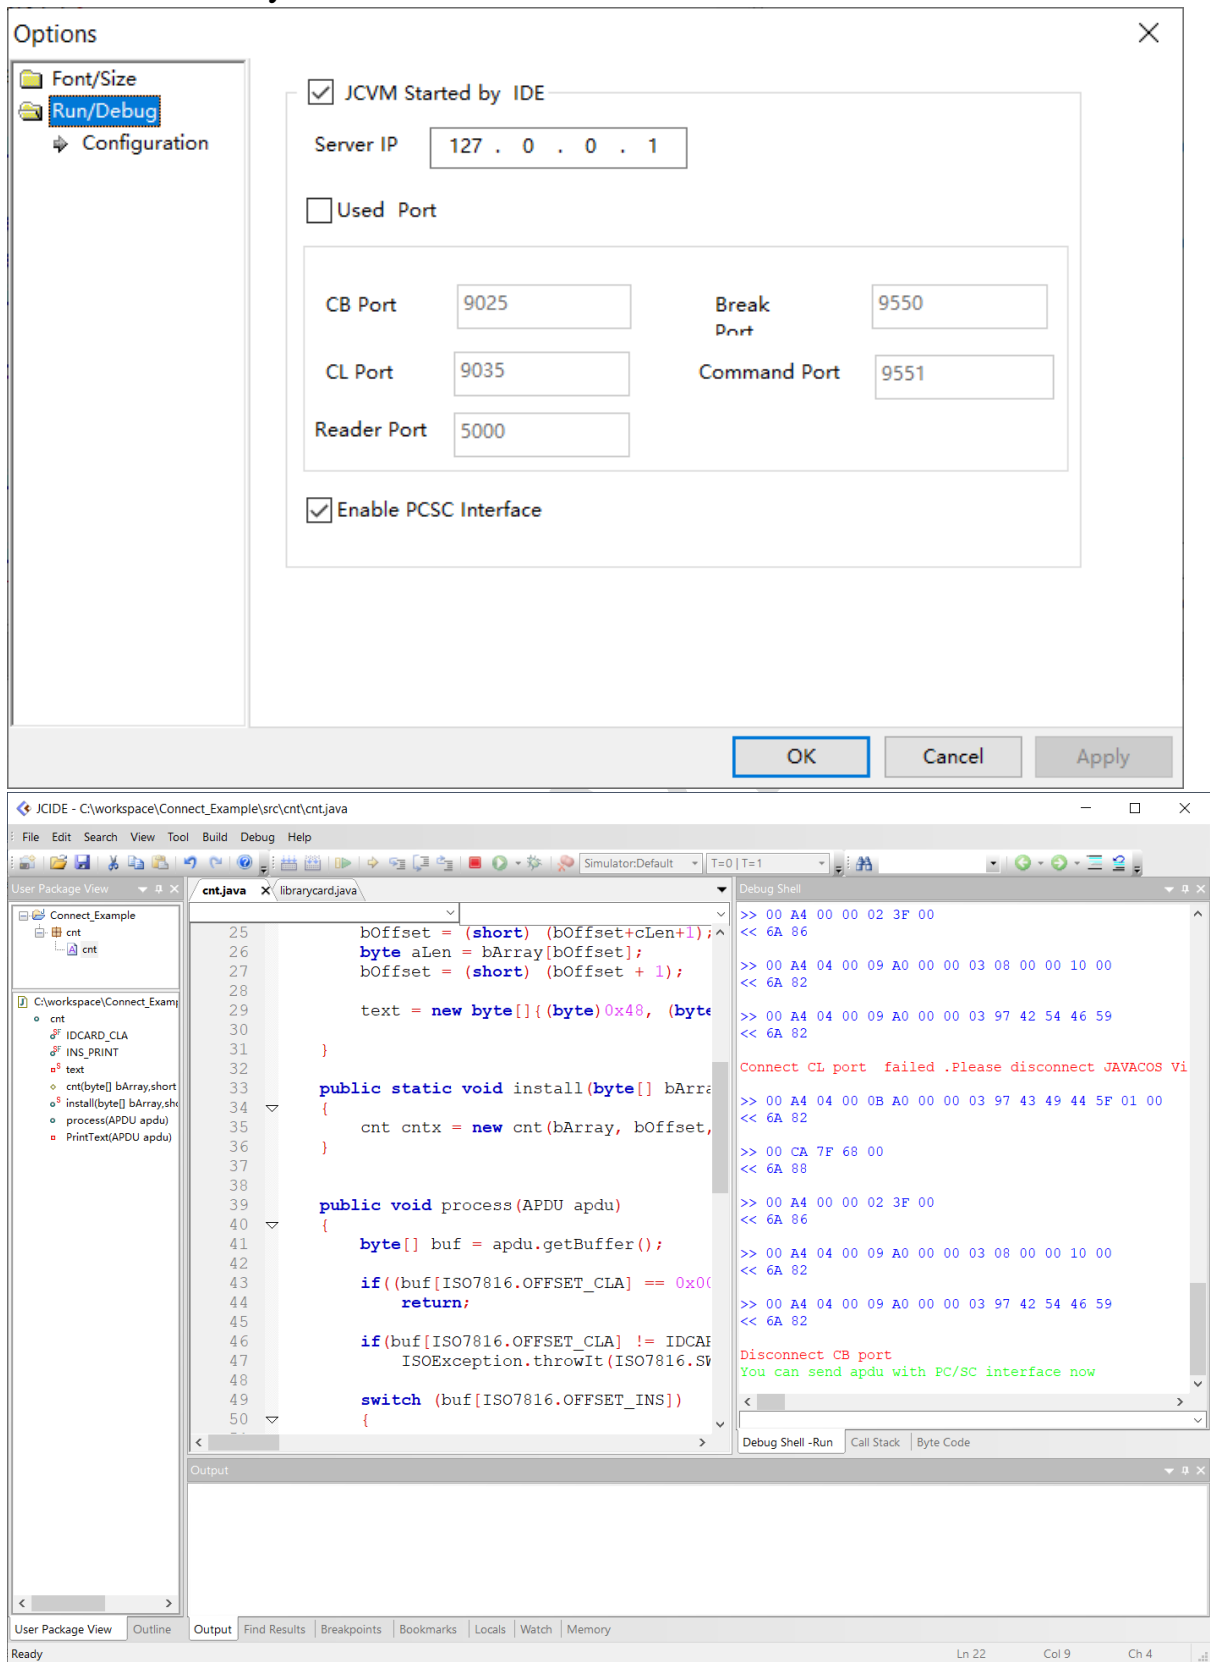 Options
Font/Size
Run/Debug
Configuration
JCVM Started by IDE
Server IP 127 . 0 . 0 . 1
Used Port
CB Port 9025 Break Port 9550
CL Port 9035 Command Port 9551
Reader Port 5000
Enable PCSC Interface
OK Cancel Apply
JCIDE - C:\workspace\Connect_Example\src\cnt\cnt.java
File Edit Search View Tool Build Debug Help
Simulator:Default T=0|T=1
User Package View
Connect_Example
cnt
cnt
C:\workspace\Connect_Examp
cnt
IDCARD_CLA
INS_PRINT
text
cnt(byte[] bArray,short
install(byte[] bArray,sho
process(APDU apdu)
PrintText(APDU apdu)
User Package View Outline
cnt.java librarycard.java
25 bOffset = (short) (bOffset+cLen+1);
26 byte aLen = bArray[bOffset];
27 bOffset = (short) (bOffset + 1);
28
29 text = new byte[]{(byte)0x48, (byte
30
31 }
32
33 public static void install(byte[] bArra
34 {
35 cnt cntx = new cnt(bArray, bOffset,
36 }
37
38
39 public void process(APDU apdu)
40 {
41 byte[] buf = apdu.getBuffer();
42
43 if((buf[ISO7816.OFFSET_CLA] == 0x00
44 return;
45
46 if(buf[ISO7816.OFFSET_CLA] != IDCAR
47 ISOException.throwIt(ISO7816.SW
48
49 switch (buf[ISO7816.OFFSET_INS])
50 {
Debug Shell
>> 00 A4 00 00 02 3F 00
<< 6A 86
>> 00 A4 04 00 09 A0 00 00 03 08 00 00 10 00
<< 6A 82
>> 00 A4 04 00 09 A0 00 00 03 97 42 54 46 59
<< 6A 82
Connect CL port failed .Please disconnect JAVACOS Vi
>> 00 A4 04 00 0B A0 00 00 03 97 43 49 44 5F 01 00
<< 6A 82
>> 00 CA 7F 68 00
<< 6A 88
>> 00 A4 00 00 02 3F 00
<< 6A 86
>> 00 A4 04 00 09 A0 00 00 03 08 00 00 10 00
<< 6A 82
>> 00 A4 04 00 09 A0 00 00 03 97 42 54 46 59
<< 6A 82
Disconnect CB port
You can send apdu with PC/SC interface now
Debug Shell -Run Call Stack Byte Code
Output
Output Find Results Breakpoints Bookmarks Locals Watch Memory
Ready Ln 22 Col 9 Ch 4